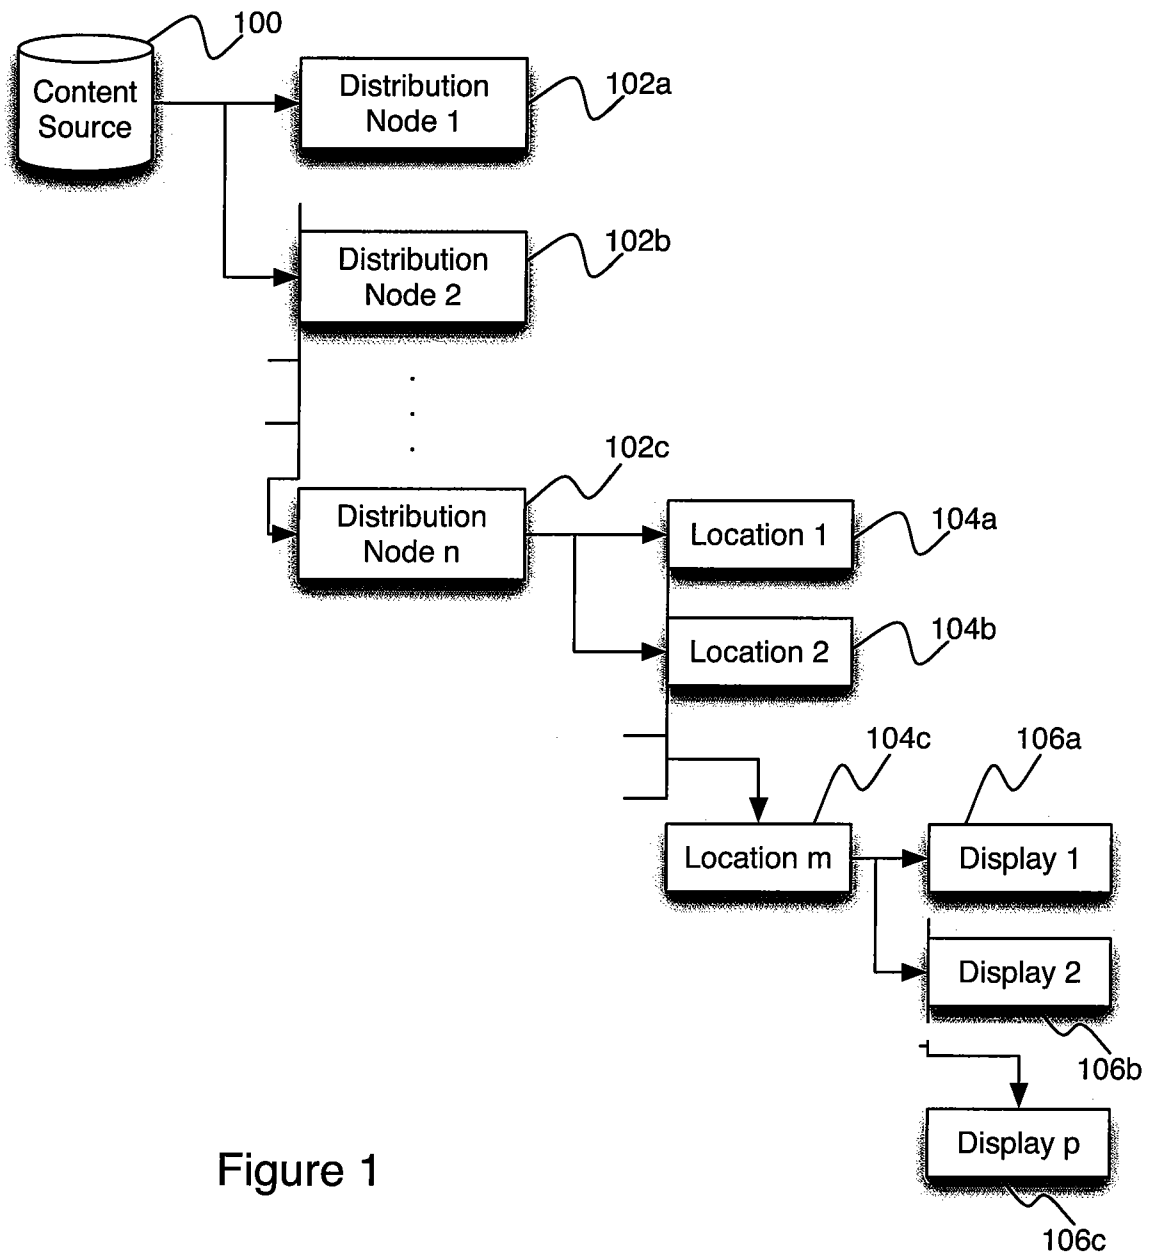 100
Content
Source
Distribution
Node 1
102a
Distribution
Node 2
102b
.
.
.
102c
Distribution
Node n
Location 1
104a
Location 2
104b
104c
106a
Location m
Display 1
Display 2
106b
Display p
106c
Figure 1